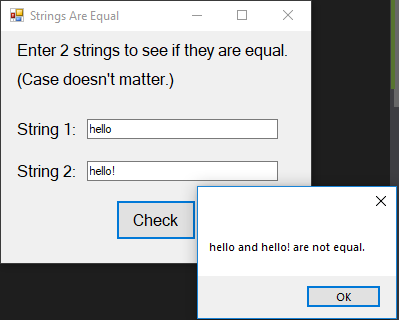 Strings Are Equal
Enter 2 strings to see if they are equal.
(Case doesn't matter.)
String 1: hello
String 2: hello!
Check
hello and hello! are not equal.
OK